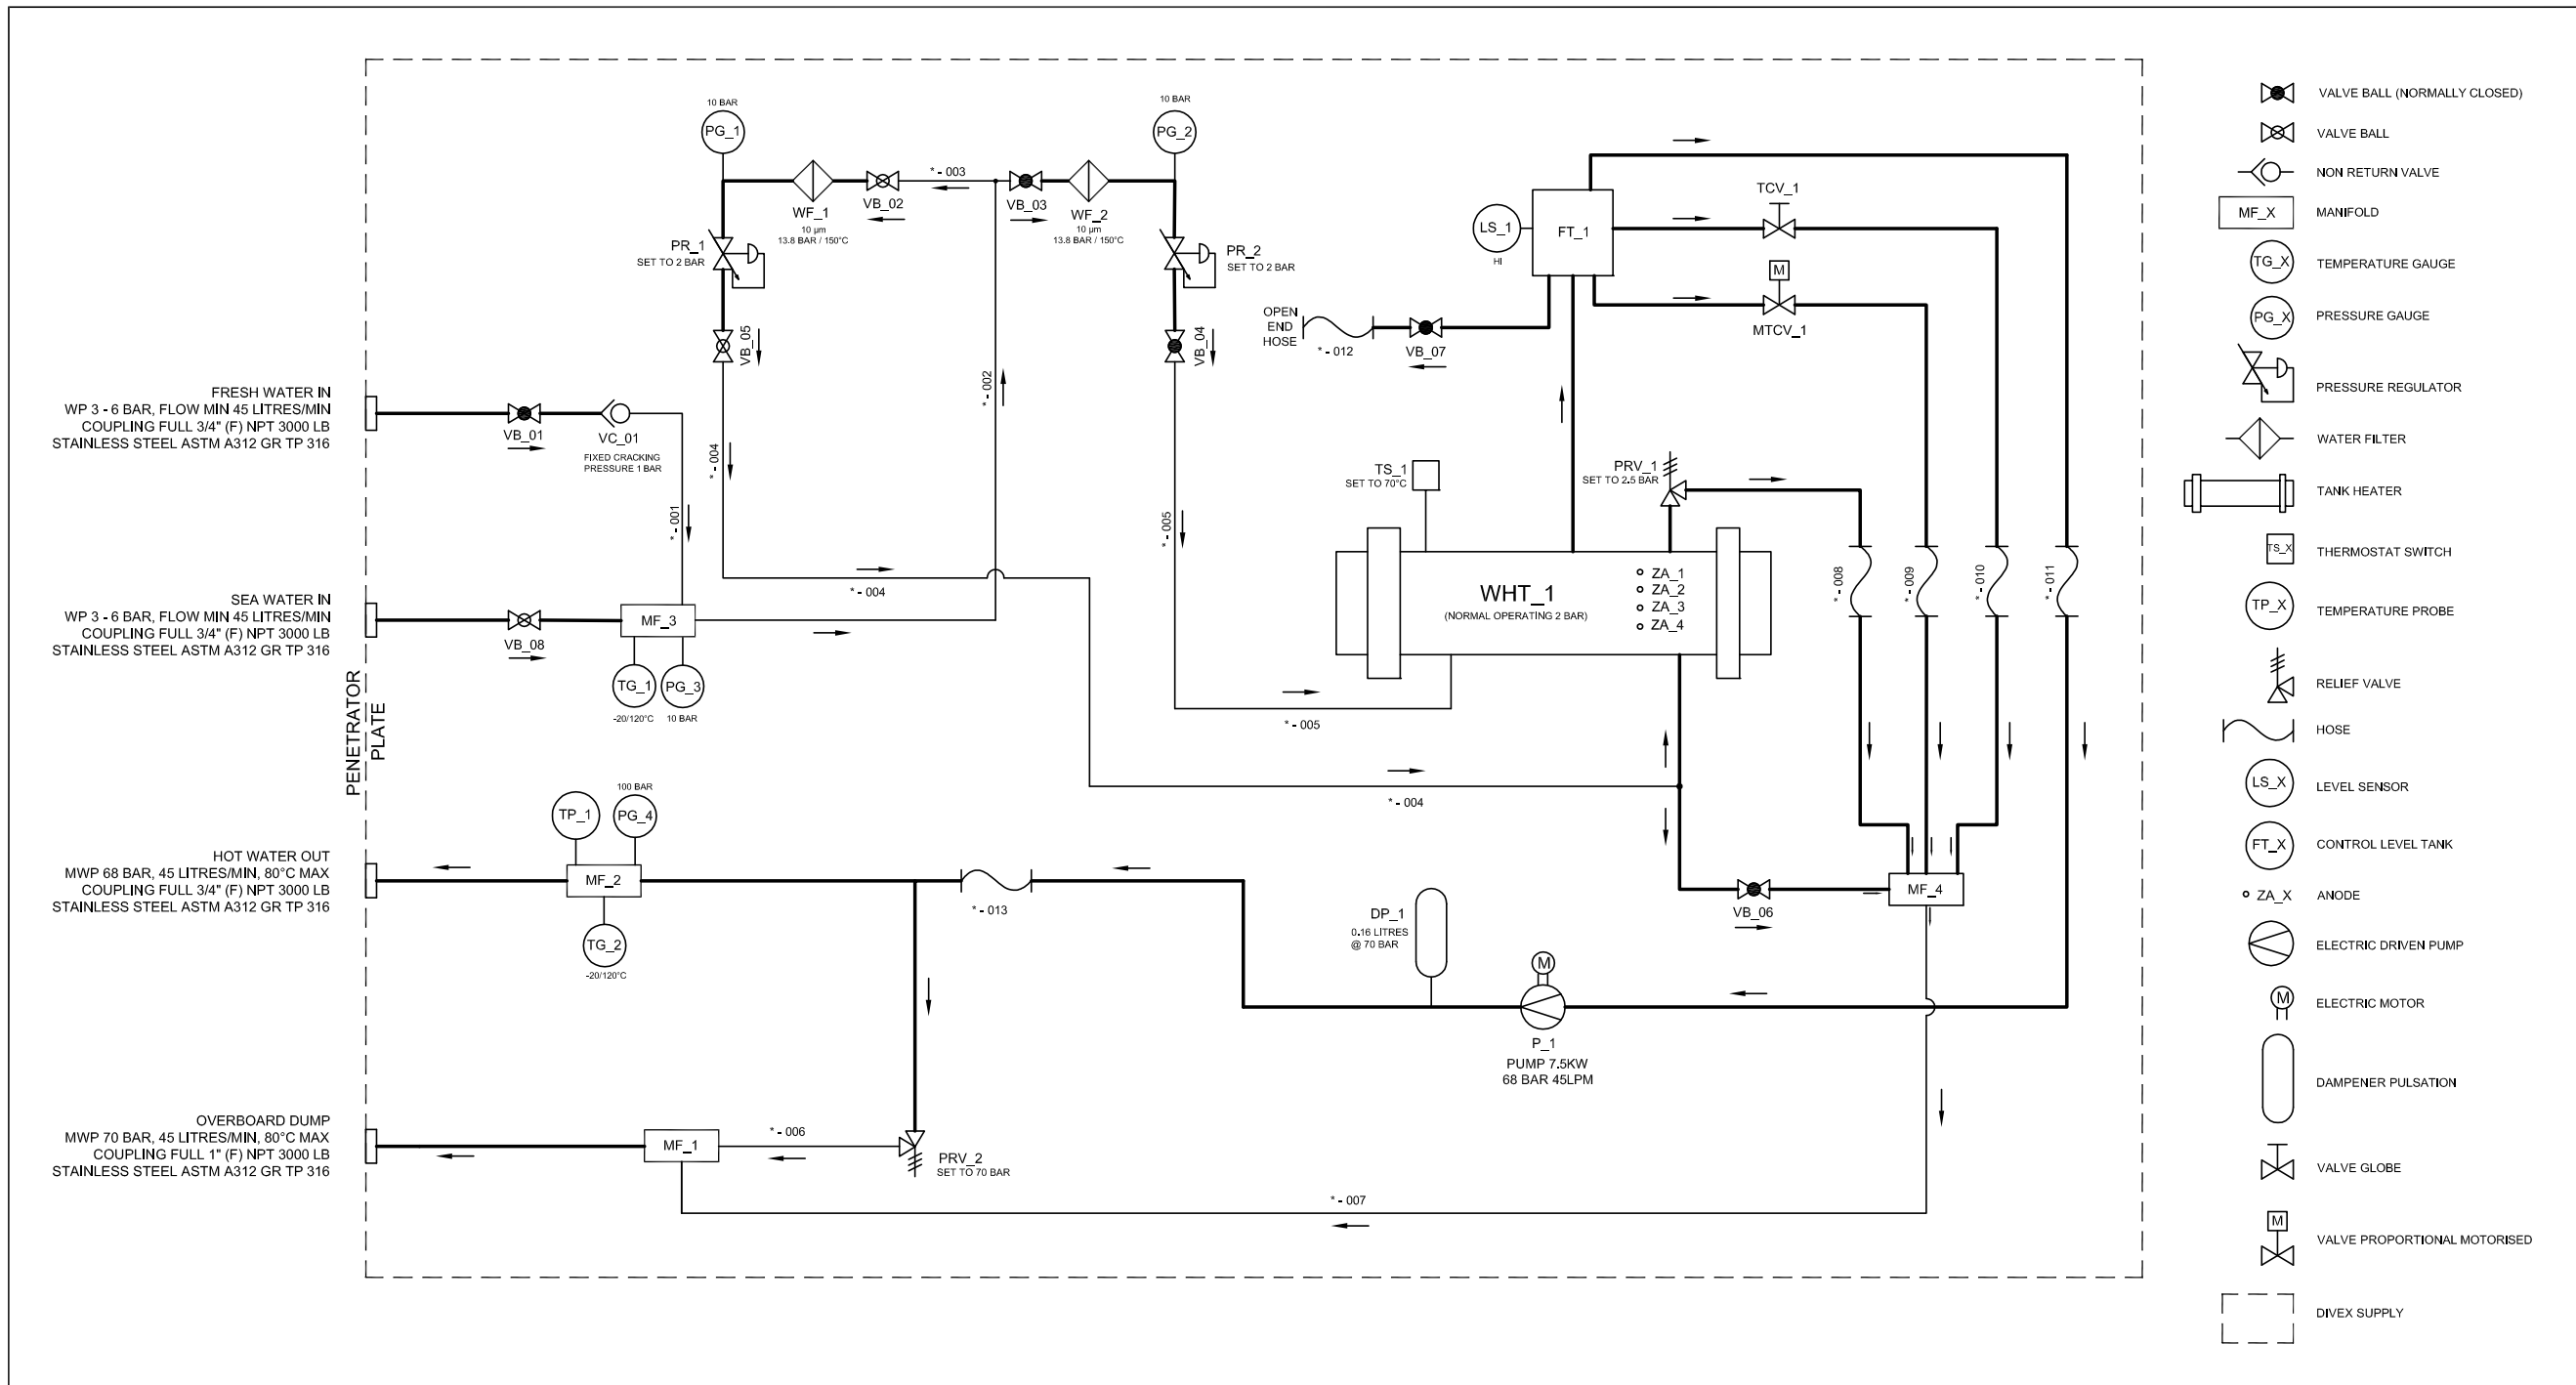 10 BAR
PG_1
10 BAR
PG_2
*- 003
VB_02
VB_03
WF_1
10 µm
13.8 BAR / 150°C
WF_2
10 µm
13.8 BAR / 150°C
PR_1
SET TO 2 BAR
PR_2
SET TO 2 BAR
VB_05
VB_04
LS_1
HI
FT_1
TCV_1
M
MTCV_1
OPEN
END
HOSE
*- 012
VB_07
FRESH WATER IN
WP 3 - 6 BAR, FLOW MIN 45 LITRES/MIN
COUPLING FULL 3/4" (F) NPT 3000 LB
STAINLESS STEEL ASTM A312 GR TP 316
VB_01
VC_01
FIXED CRACKING
PRESSURE 1 BAR
*- 001
*- 002
*- 004
*- 005
TS_1
SET TO 70°C
PRV_1
SET TO 2.5 BAR
WHT_1
(NORMAL OPERATING 2 BAR)
ZA_1
ZA_2
ZA_3
ZA_4
*- 008
*- 009
*- 010
*- 011
*- 004
SEA WATER IN
WP 3 - 6 BAR, FLOW MIN 45 LITRES/MIN
COUPLING FULL 3/4" (F) NPT 3000 LB
STAINLESS STEEL ASTM A312 GR TP 316
VB_08
MF_3
TG_1
-20/120°C
PG_3
10 BAR
*- 005
PENETRATOR
PLATE
*- 004
TP_1
100 BAR
PG_4
HOT WATER OUT
MWP 68 BAR, 45 LITRES/MIN, 80°C MAX
COUPLING FULL 3/4" (F) NPT 3000 LB
STAINLESS STEEL ASTM A312 GR TP 316
MF_2
TG_2
-20/120°C
*- 013
DP_1
0.16 LITRES
@ 70 BAR
VB_06
MF_4
M
P_1
PUMP 7.5KW
68 BAR 45LPM
OVERBOARD DUMP
MWP 70 BAR, 45 LITRES/MIN, 80°C MAX
COUPLING FULL 1" (F) NPT 3000 LB
STAINLESS STEEL ASTM A312 GR TP 316
MF_1
*- 006
PRV_2
SET TO 70 BAR
*- 007
VALVE BALL (NORMALLY CLOSED)
VALVE BALL
NON RETURN VALVE
MF_X MANIFOLD
TG_X TEMPERATURE GAUGE
PG_X PRESSURE GAUGE
PRESSURE REGULATOR
WATER FILTER
TANK HEATER
TS_X THERMOSTAT SWITCH
TP_X TEMPERATURE PROBE
RELIEF VALVE
HOSE
LS_X LEVEL SENSOR
FT_X CONTROL LEVEL TANK
ZA_X ANODE
ELECTRIC DRIVEN PUMP
M ELECTRIC MOTOR
DAMPENER PULSATION
VALVE GLOBE
M VALVE PROPORTIONAL MOTORISED
DIVEX SUPPLY